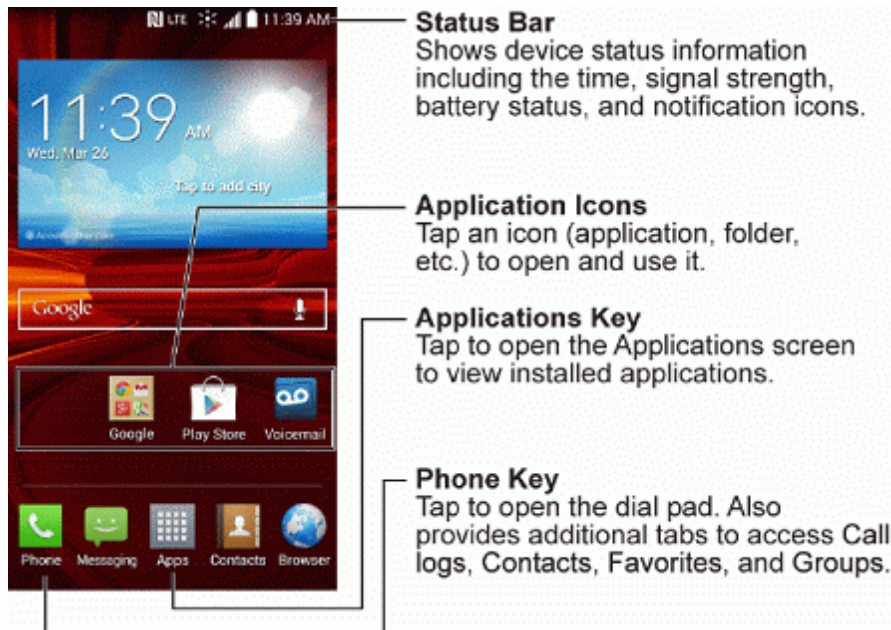 LTE 11:39 AM
11:39 AM
Wed, Mar 26
Tap to add city
AccuWeather.com
Google
Google Play Store Voicemail
Phone Messaging Apps Contacts Browser
Status Bar
Shows device status information
including the time, signal strength,
battery status, and notification icons.
Application Icons
Tap an icon (application, folder,
etc.) to open and use it.
Applications Key
Tap to open the Applications screen
to view installed applications.
Phone Key
Tap to open the dial pad. Also
provides additional tabs to access Call
logs, Contacts, Favorites, and Groups.